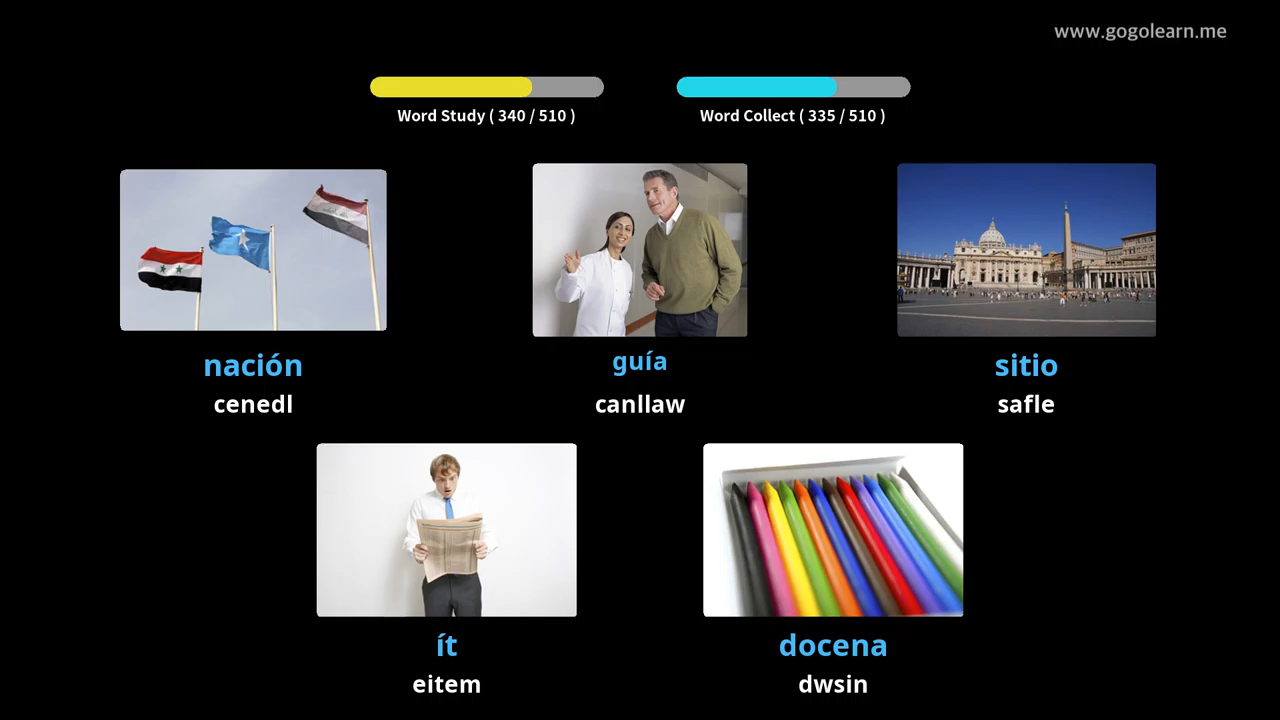 www.gogolearn.me
Word Study ( 340 / 510 )
Word Collect ( 335 / 510 )
nación
guía
sitio
cenedl
canllaw
safle
ít
docena
eitem
dwsin